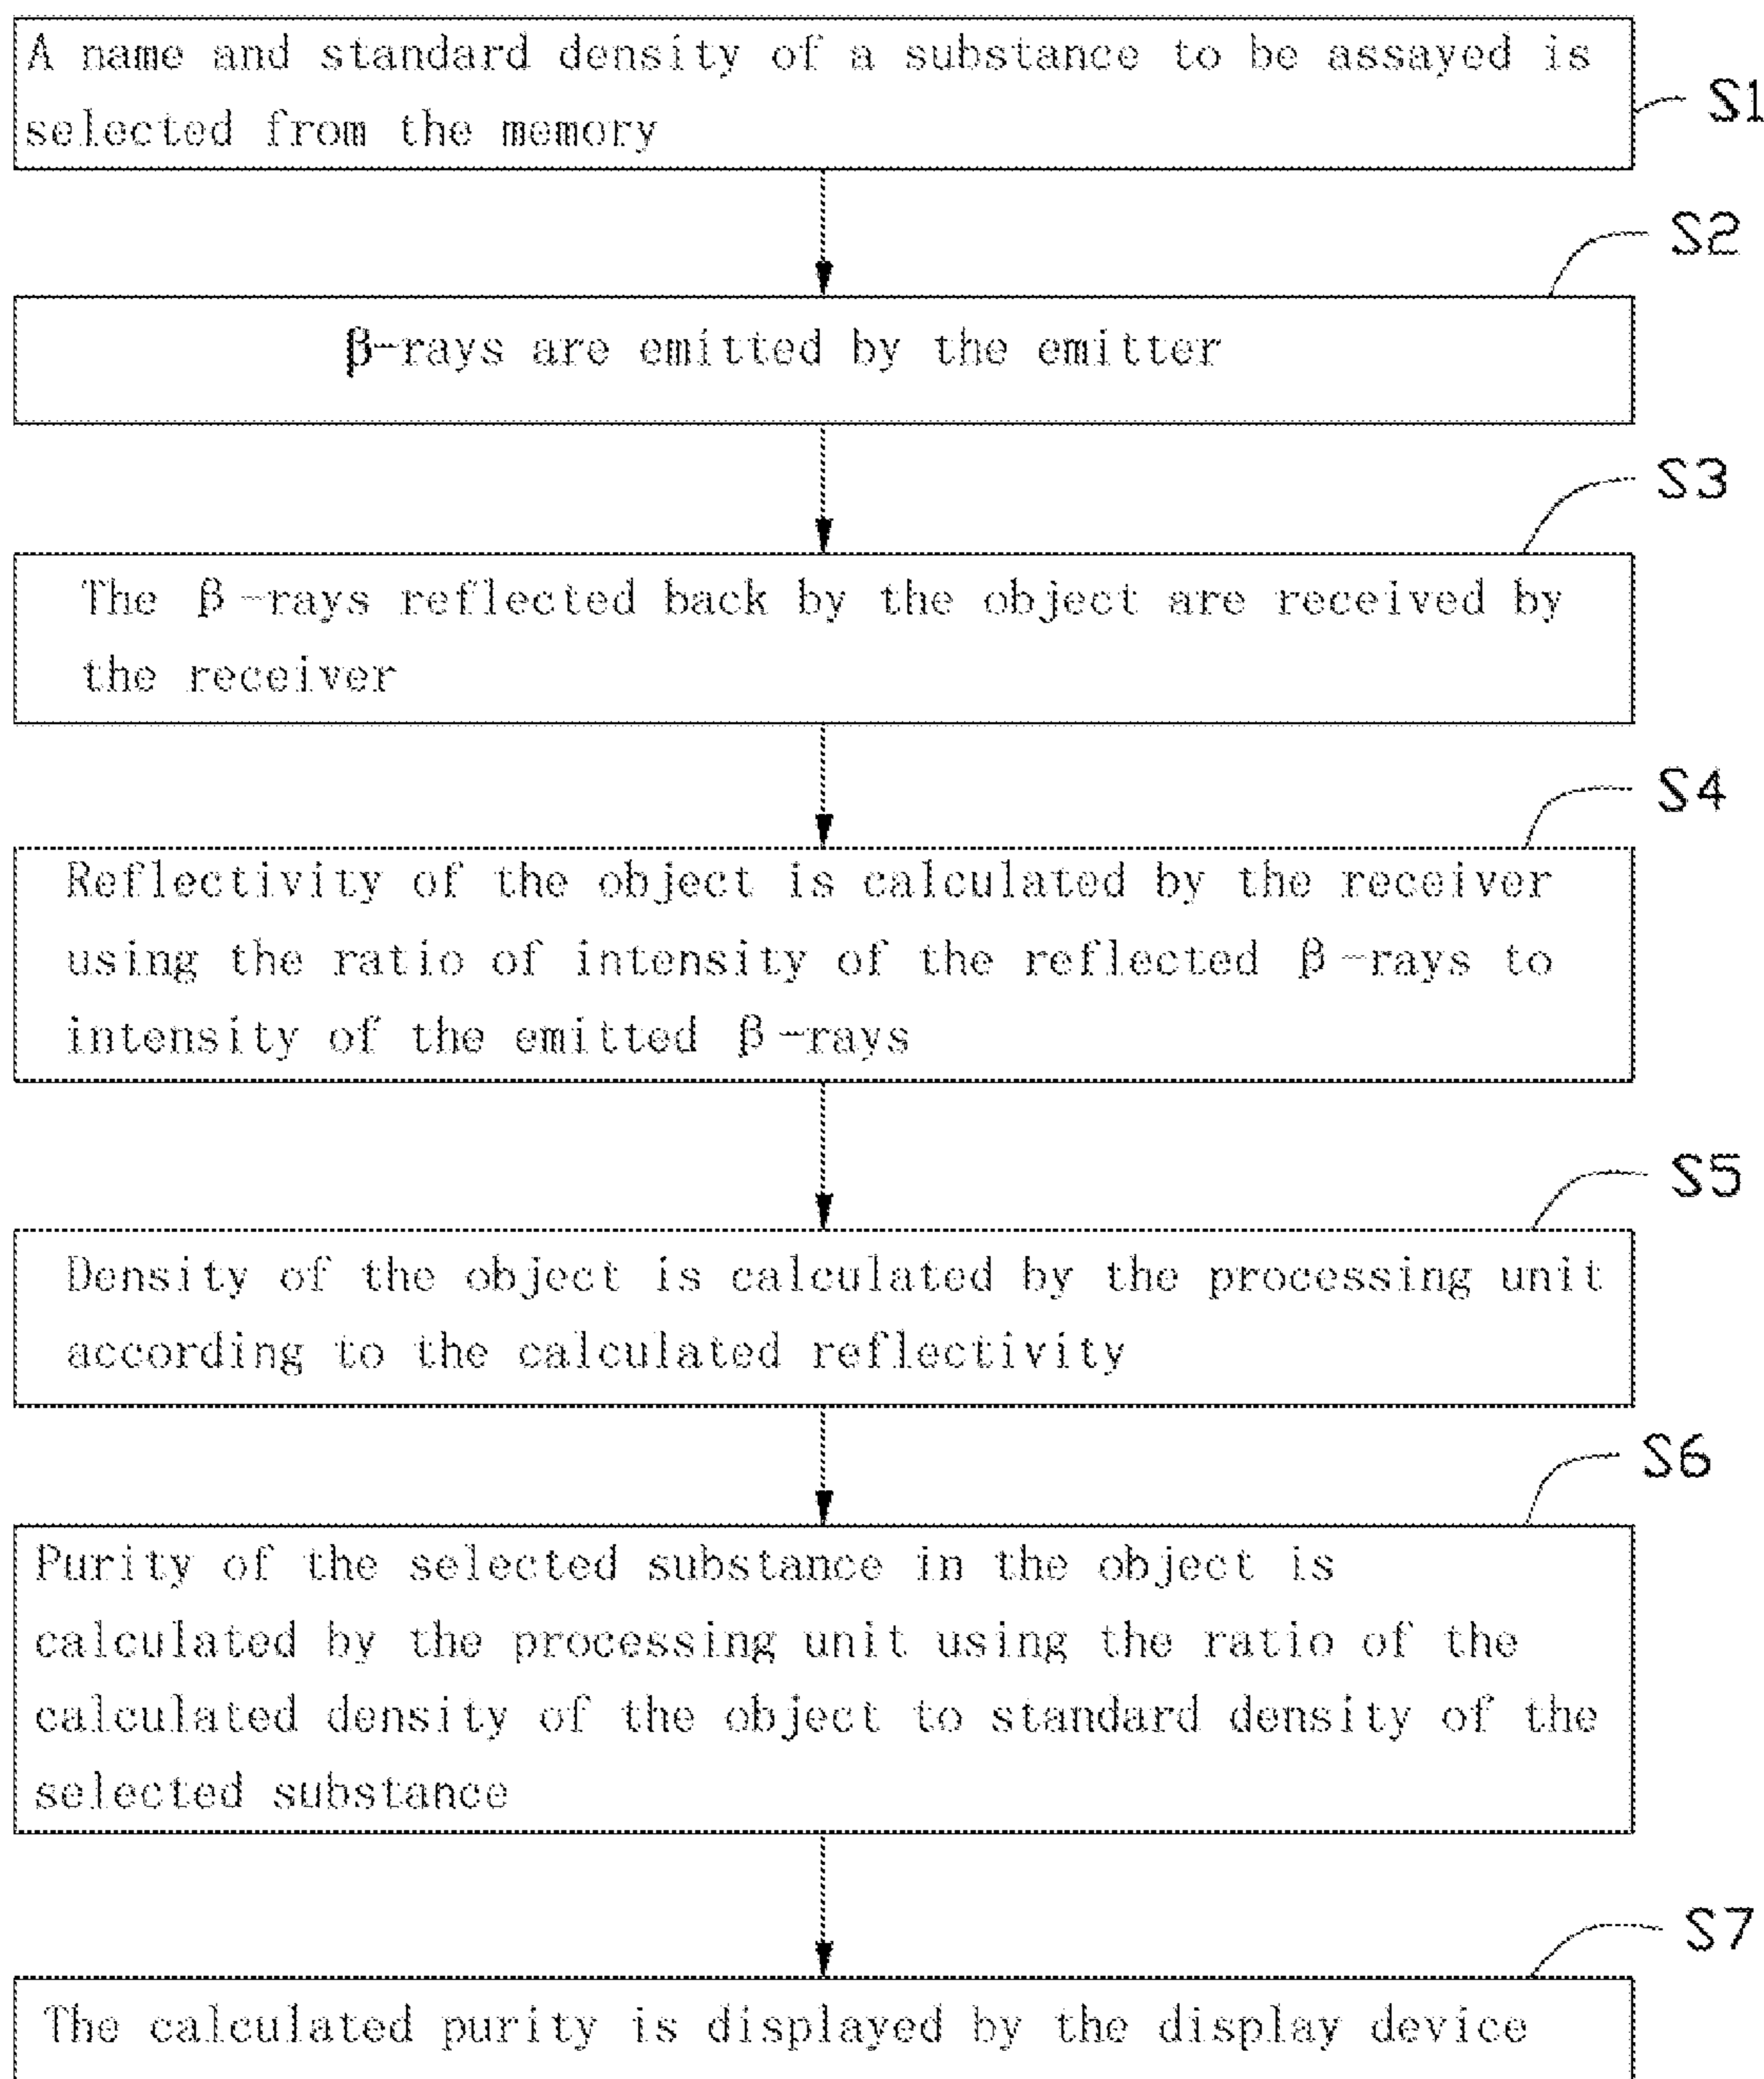 A name and standard density of a substance to be assayed is
selected from the memory
S1
S2
β-rays are emitted by the emitter
S3
The β-rays reflected back by the object are received by
the receiver
S4
Reflectivity of the object is calculated by the receiver
using the ratio of intensity of the reflected β-rays to
intensity of the emitted β-rays
S5
Density of the object is calculated by the processing unit
according to the calculated reflectivity
S6
Purity of the selected substance in the object is
calculated by the processing unit using the ratio of the
calculated density of the object to standard density of the
selected substance
S7
The calculated purity is displayed by the display device